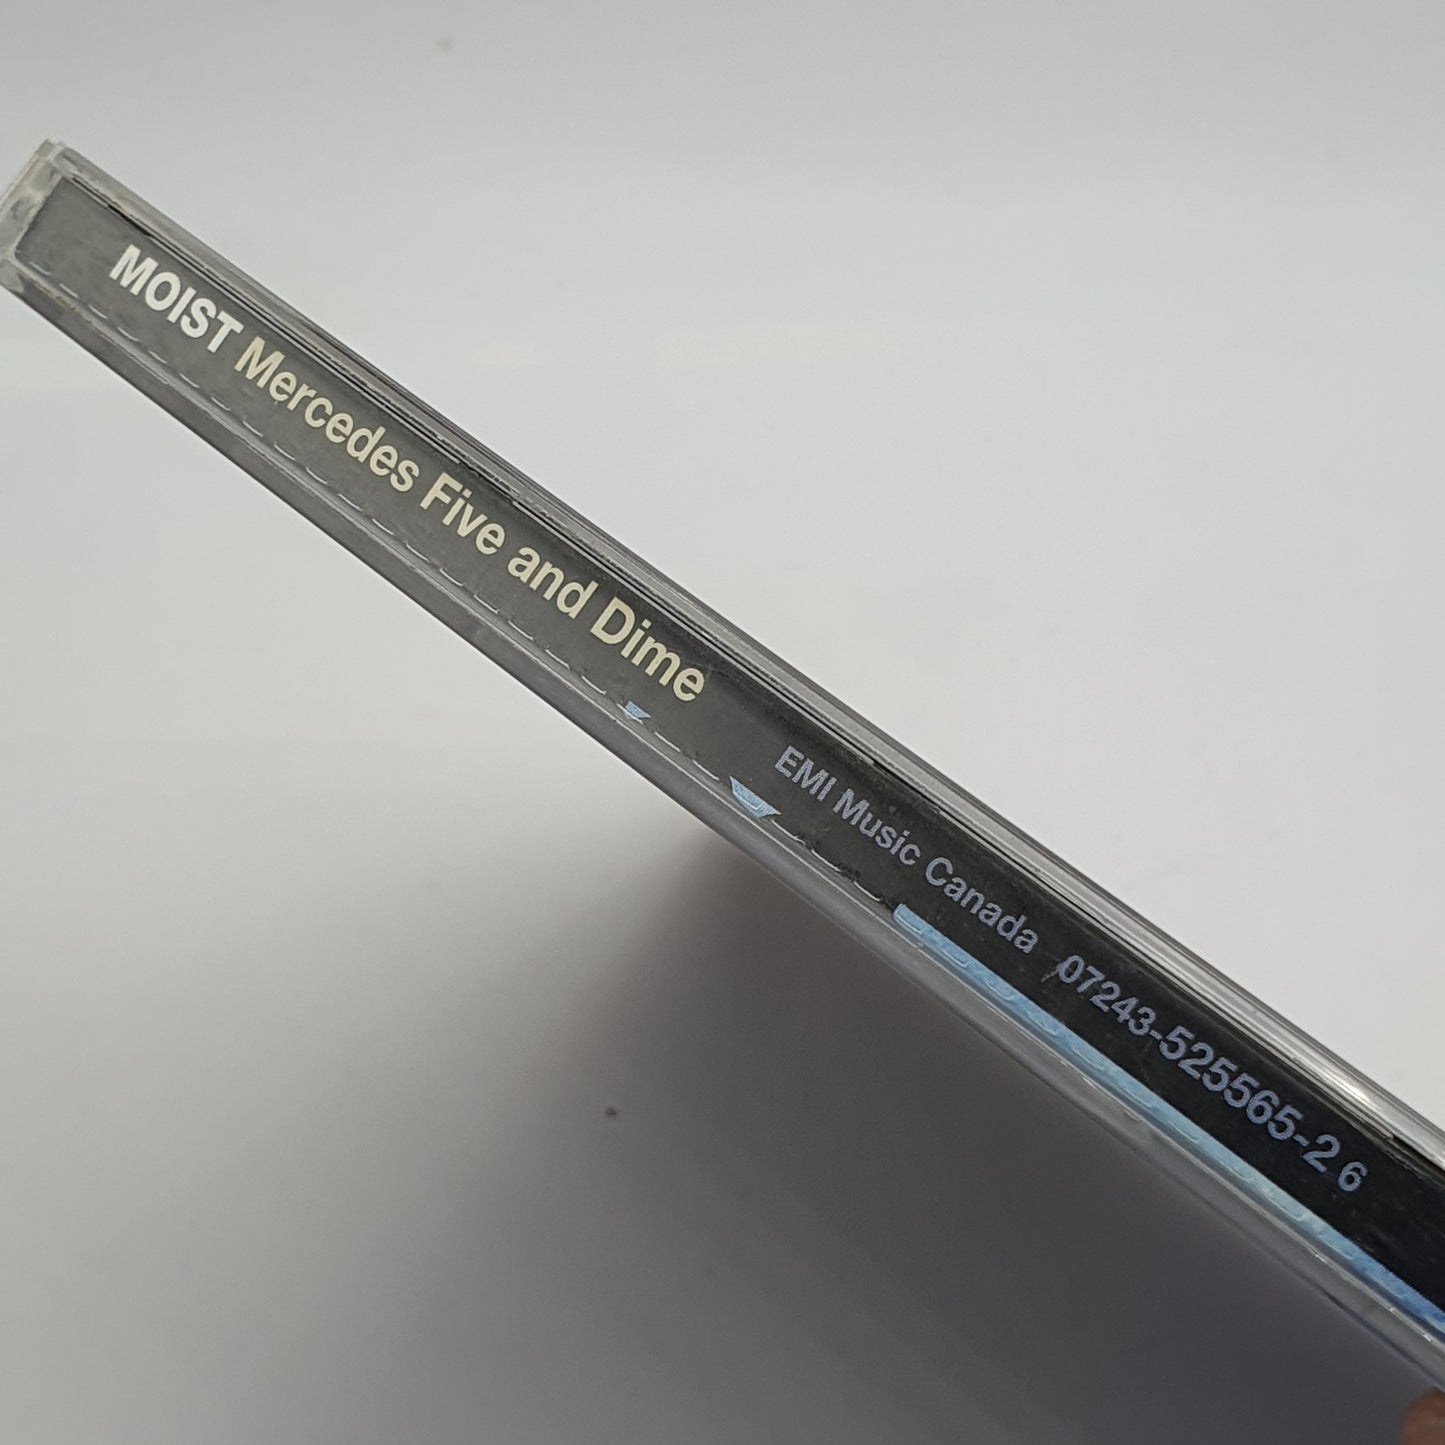 MOIST Mercedes Five and Dime EMI Music Canada 07243-525565-2 6